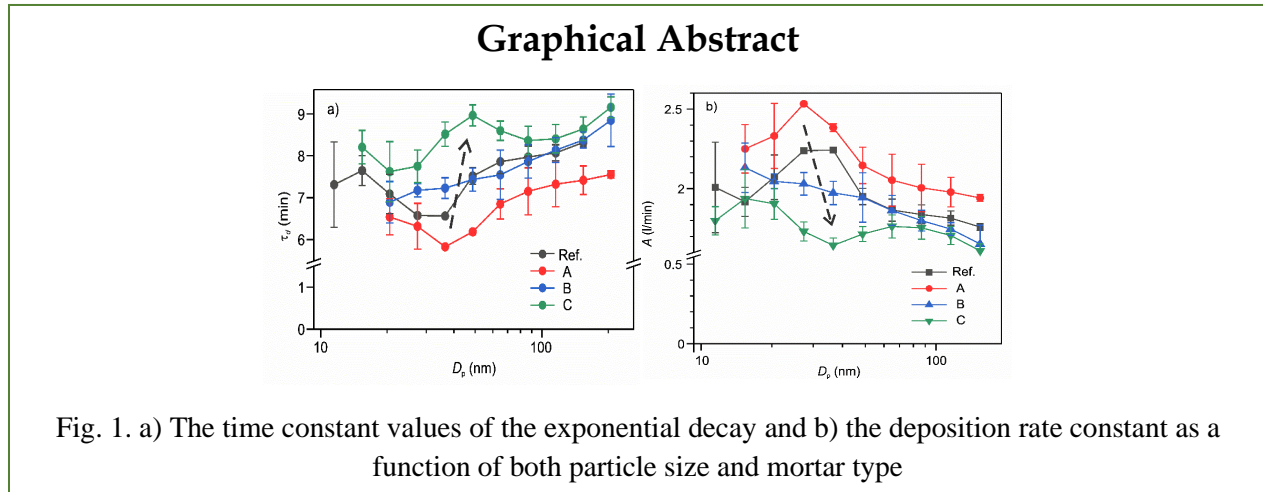 Graphical Abstract
a)
9
8
7
6
1
0
τd (min)
Ref.
A
B
C
10
100
Dp (nm)
b)
2.5
2
0.5
0
A (l/min)
Ref.
A
B
C
10
100
Dp (nm)
Fig. 1. a) The time constant values of the exponential decay and b) the deposition rate constant as a
function of both particle size and mortar type